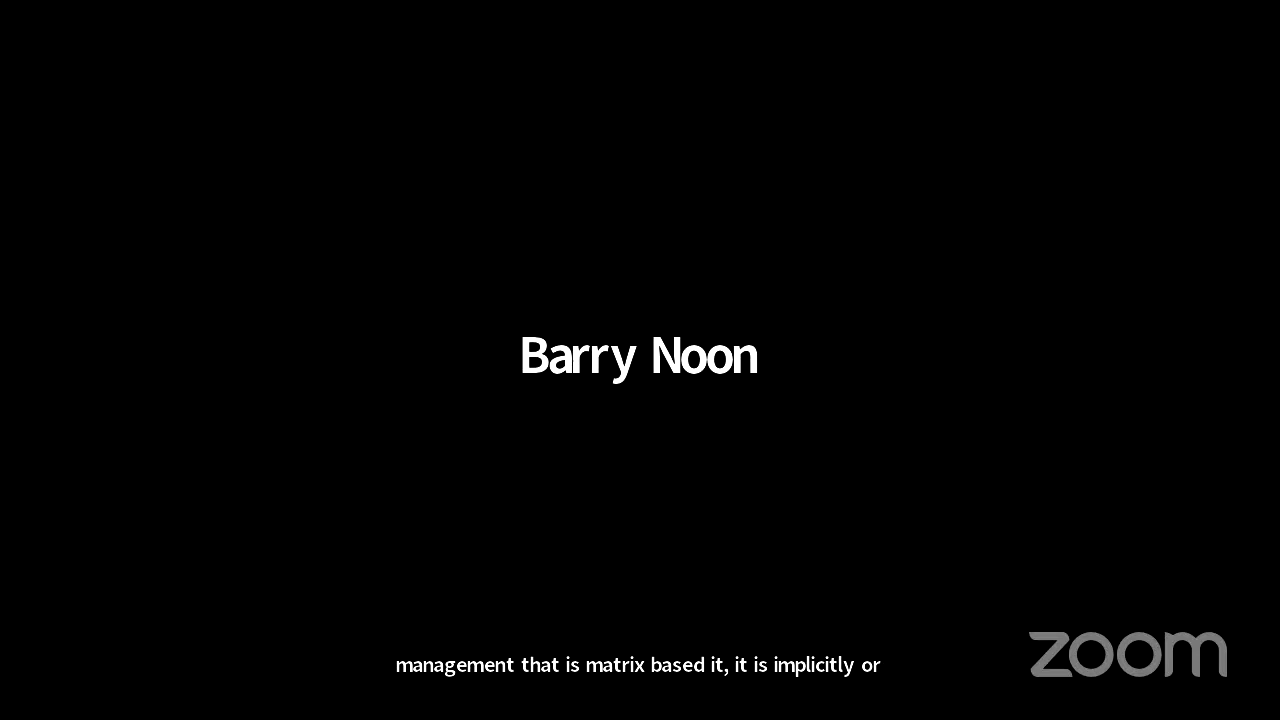 Barry Noon
management that is matrix based it, it is implicitly or
zoom